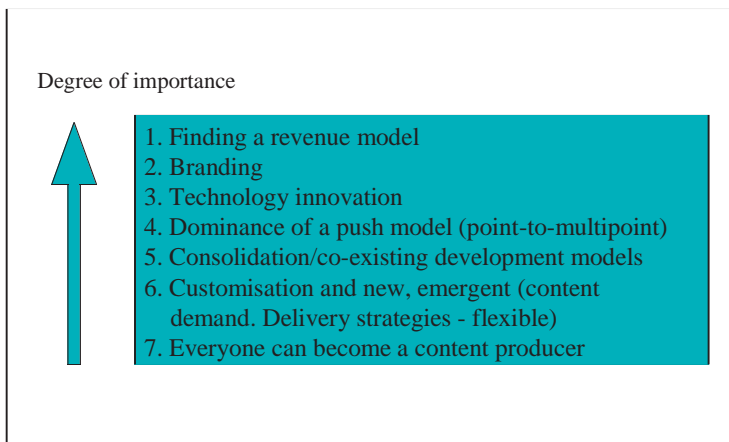 Degree of importance
1. Finding a revenue model
2. Branding
3. Technology innovation
4. Dominance of a push model (point-to-multipoint)
5. Consolidation/co-existing development models
6. Customisation and new, emergent (content
demand. Delivery strategies - flexible)
7. Everyone can become a content producer